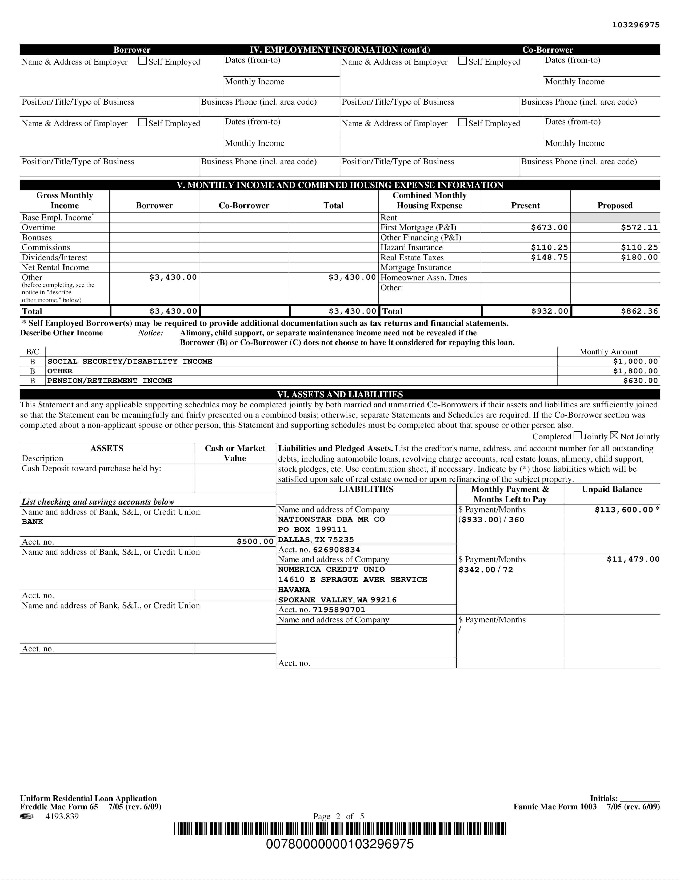 103296975
Borrower IV. EMPLOYMENT INFORMATION (cont'd) Co-Borrower
Name & Address of Employer Self Employed Dates (from-to) Name & Address of Employer Self Employed Dates (from-to)
Monthly Income Monthly Income
Position/Title/Type of Business Business Phone (incl. area code) Position/Title/Type of Business Business Phone (incl. area code)
Name & Address of Employer Self Employed Dates (from-to) Name & Address of Employer Self Employed Dates (from-to)
Monthly Income Monthly Income
Position/Title/Type of Business Business Phone (incl. area code) Position/Title/Type of Business Business Phone (incl. area code)
V. MONTHLY INCOME AND COMBINED HOUSING EXPENSE INFORMATION
Gross Monthly Income Borrower Co-Borrower Total Combined Monthly Housing Expense Present Proposed
Base Empl. Income* Rent
Overtime First Mortgage (P&I) $673.00 $572.11
Bonuses Other Financing (P&I)
Commissions Hazard Insurance $110.25 $110.25
Dividends/Interest Real Estate Taxes $148.75 $180.00
Net Rental Income Mortgage Insurance
Other $3,430.00 $3,430.00 Homeowner Assn. Dues
(before completing, see the Other
notice in "describe
other income," below)
Total $3,430.00 $3,430.00 Total $932.00 $862.36
* Self Employed Borrower(s) may be required to provide additional documentation such as tax returns and financial statements.
Describe Other Income Notice: Alimony, child support, or separate maintenance income need not be revealed if the
Borrower (B) or Co-Borrower (C) does not choose to have it considered for repaying this loan.
B/C Monthly Amount
B SOCIAL SECURITY/DISABILITY INCOME $1,000.00
B OTHER $1,800.00
B PENSION/RETIREMENT INCOME $630.00
VI. ASSETS AND LIABILITIES
This Statement and any applicable supporting schedules may be completed jointly by both married and unmarried Co-Borrowers if their assets and liabilities are sufficiently joined
so that the Statement can be meaningfully and fairly presented on a combined basis; otherwise, separate Statements and Schedules are required. If the Co-Borrower section was
completed about a non-applicant spouse or other person, this Statement and supporting schedules must be completed about that spouse or other person also.
Completed Jointly Not Jointly
ASSETS Cash or Market Value
Description
Cash Deposit toward purchase held by:
Liabilities and Pledged Assets. List the creditor's name, address, and account number for all outstanding
debts, including automobile loans, revolving charge accounts, real estate loans, alimony, child support,
stock pledges, etc. Use continuation sheet, if necessary. Indicate by (*) those liabilities which will be
satisfied upon sale of real estate owned or upon refinancing of the subject property.
LIABILITIES Monthly Payment & Months Left to Pay Unpaid Balance
List checking and savings accounts below
Name and address of Bank, S&L, or Credit Union
BANK
Acct. no. $500.00
Name and address of Bank, S&L, or Credit Union
Acct. no.
Name and address of Bank, S&L, or Credit Union
Acct. no.
Name and address of Company $ Payment/Months $113,600.00*
NATIONSTAR DBA MR CO ($933.00)/360
PO BOX 199111
DALLAS, TX 75235
Acct. no. 626908834
Name and address of Company $ Payment/Months $11,479.00
NUMERICA CREDIT UNIO $342.00/72
14610 E SPRAGUE AVER SERVICE
HAVANA
SPOKANE VALLEY, WA 99216
Acct. no. 7195890701
Name and address of Company $ Payment/Months
/
Acct. no.
Uniform Residential Loan Application Initials:
Freddie Mac Form 65 7/05 (rev. 6/09) Fannie Mae Form 1003 7/05 (rev. 6/09)
4193.839 Page 2 of 5
00780000000103296975